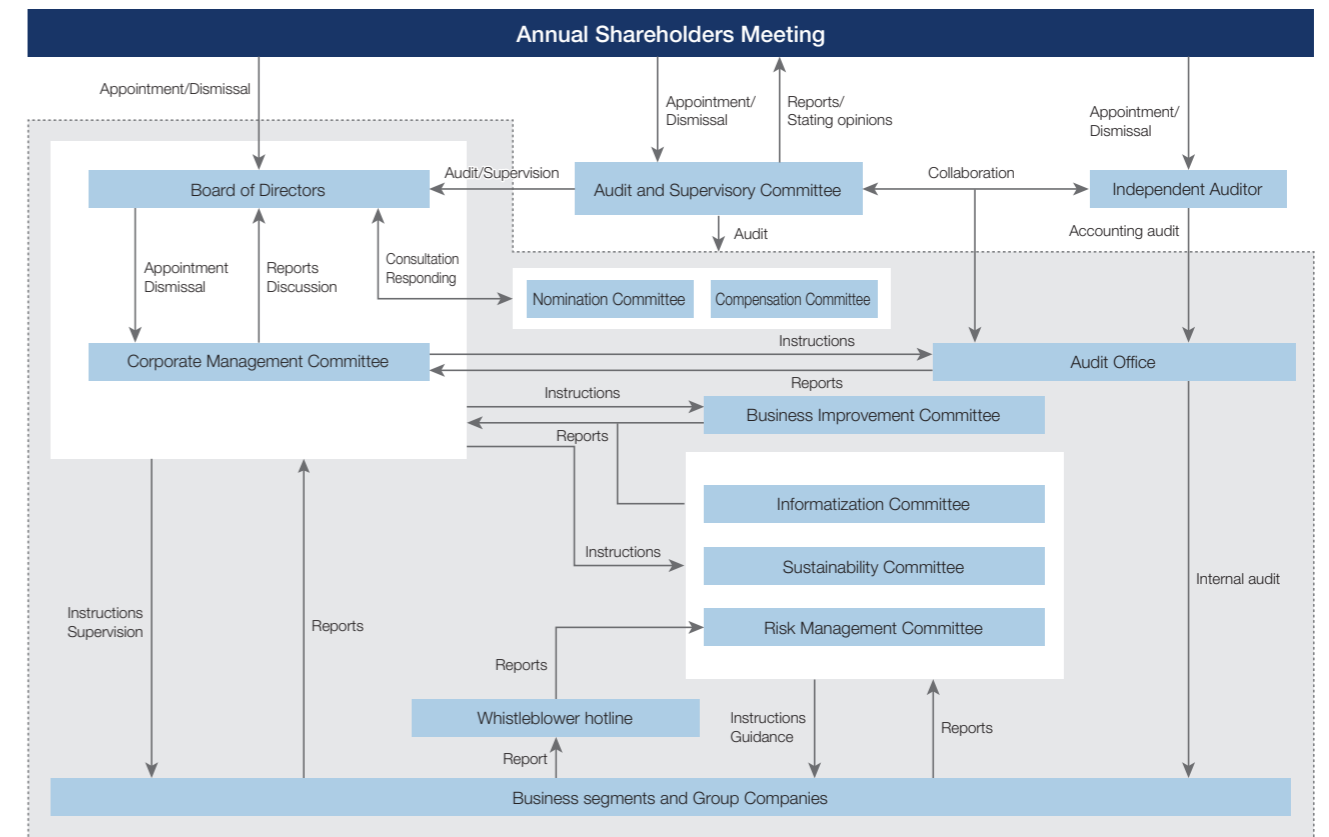 Annual Shareholders Meeting
Appointment/Dismissal
Appointment/
Dismissal
Reports/
Stating opinions
Appointment/
Dismissal
Board of Directors
Audit/Supervision
Audit and Supervisory Committee
Collaboration
Independent Auditor
Audit
Accounting audit
Appointment
Dismissal
Reports
Discussion
Consultation
Responding
Nomination Committee
Compensation Committee
Corporate Management Committee
Instructions
Reports
Audit Office
Instructions
Reports
Business Improvement Committee
Informatization Committee
Instructions
Sustainability Committee
Risk Management Committee
Internal audit
Instructions
Supervision
Reports
Reports
Whistleblower hotline
Report
Instructions
Guidance
Reports
Business segments and Group Companies